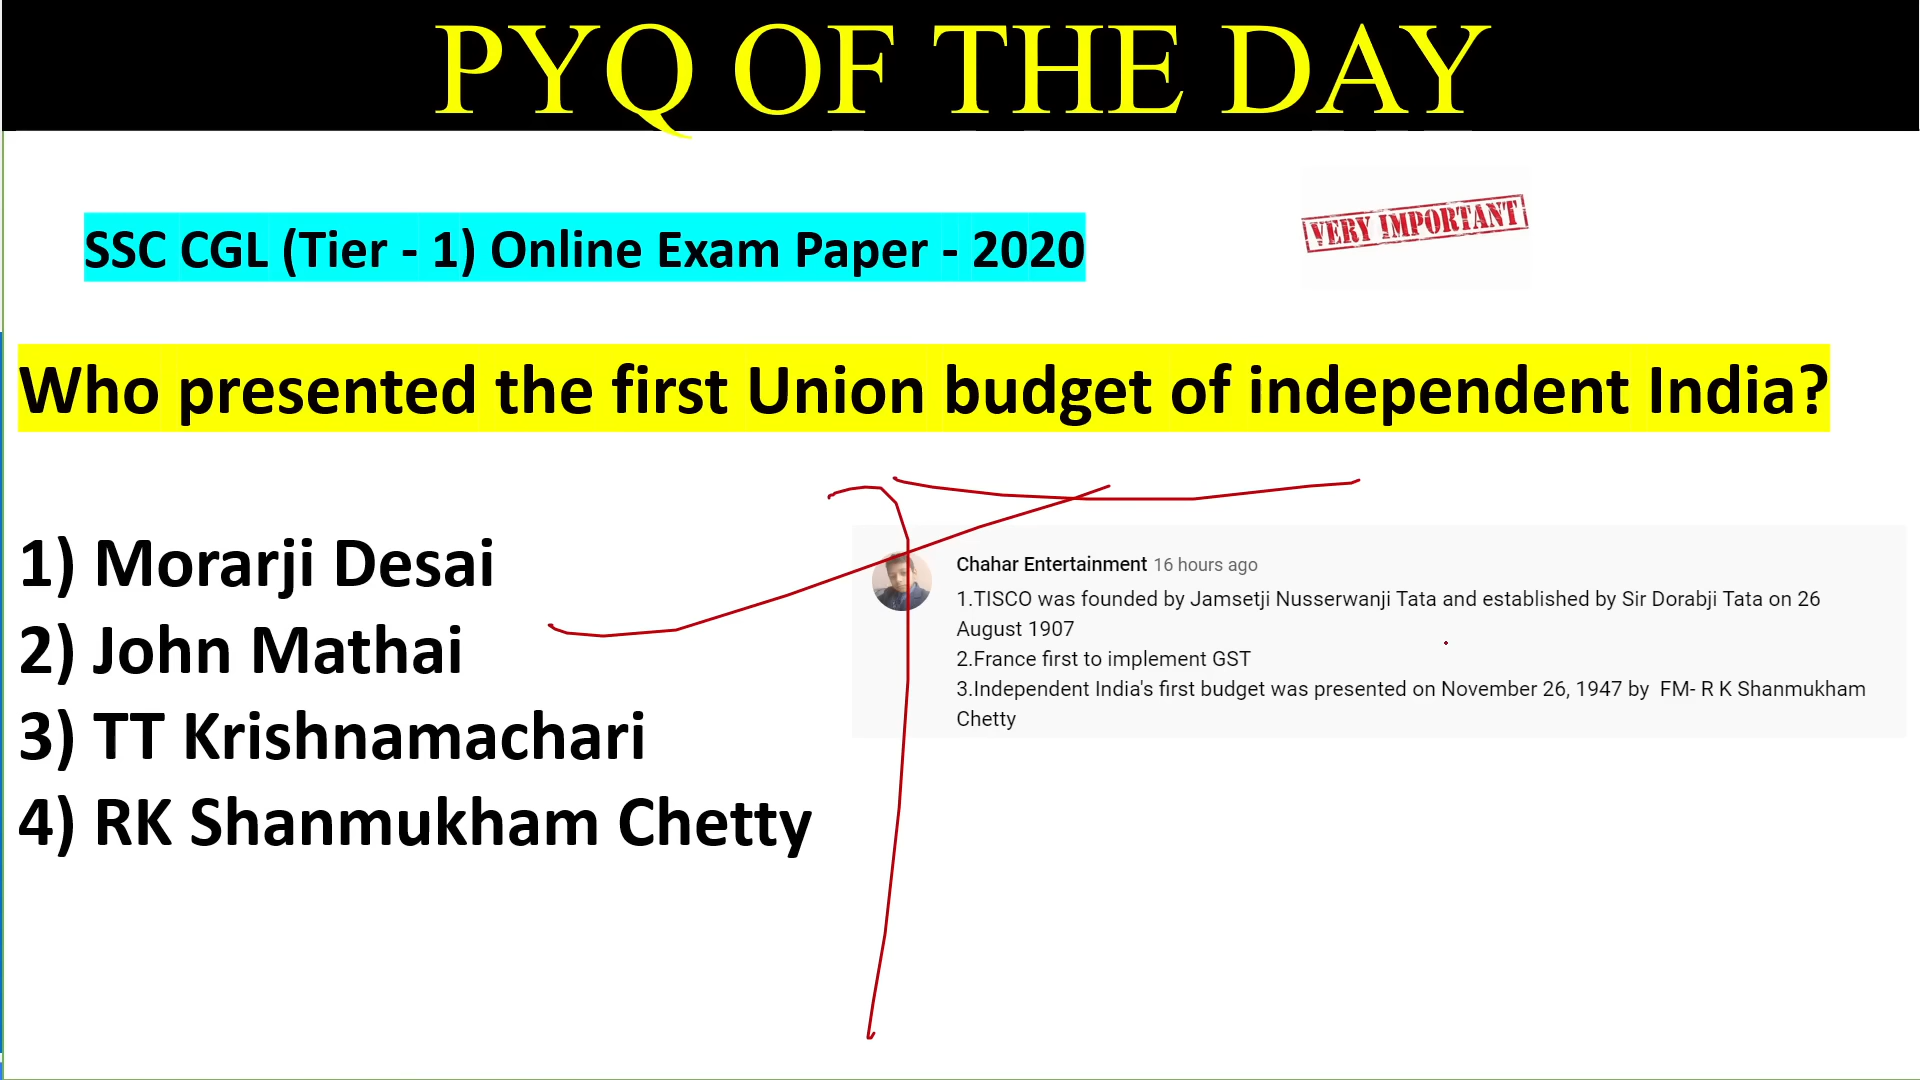 PYQ OF THE DAY
SSC CGL (Tier - 1) Online Exam Paper - 2020
VERY IMPORTANT
Who presented the first Union budget of independent India?
1) Morarji Desai
2) John Mathai
3) TT Krishnamachari
4) RK Shanmukham Chetty
Chahar Entertainment 16 hours ago
1.TISCO was founded by Jamsetji Nusserwanji Tata and established by Sir Dorabji Tata on 26
August 1907
2.France first to implement GST
3.Independent India's first budget was presented on November 26, 1947 by FM- R K Shanmukham
Chetty